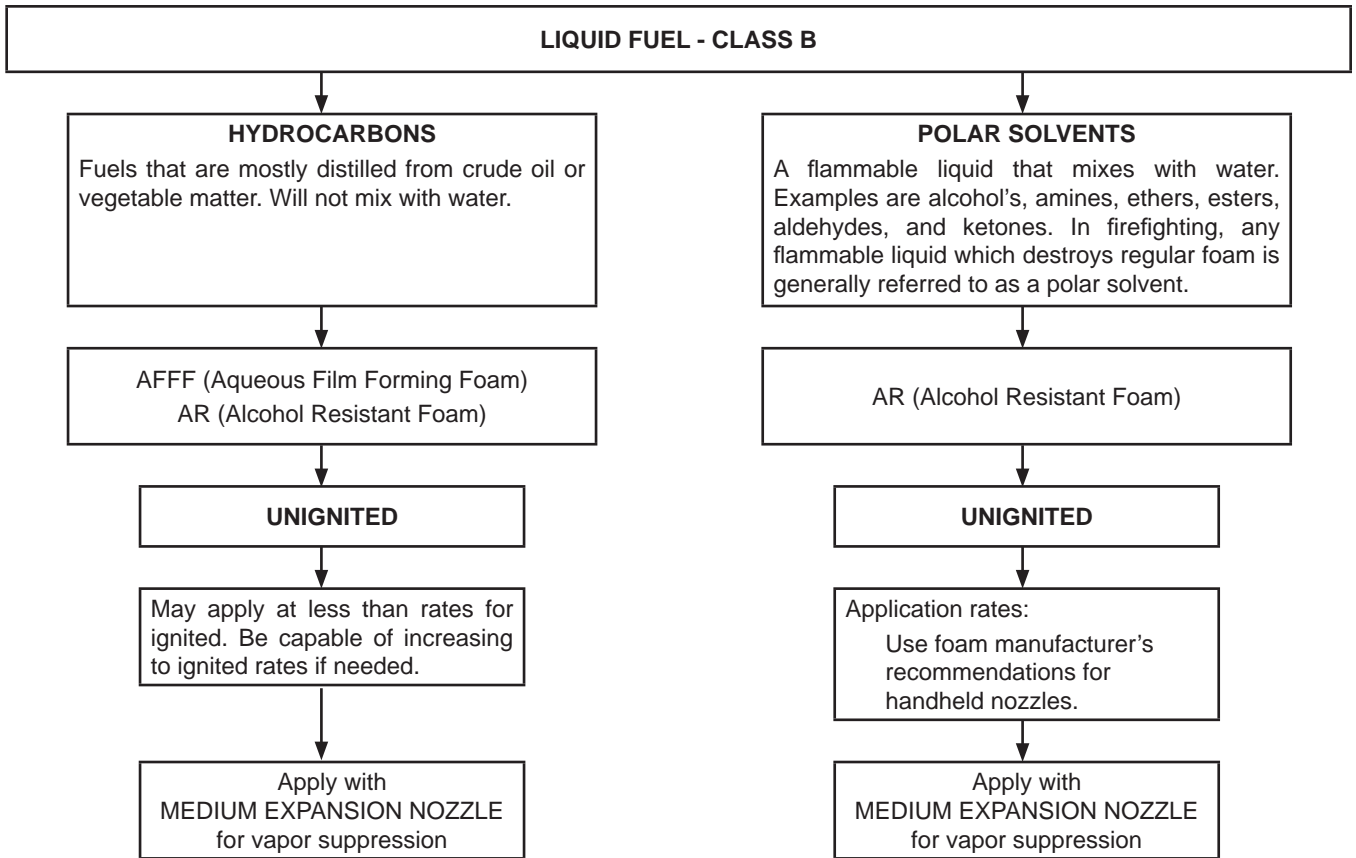 LIQUID FUEL - CLASS B
HYDROCARBONS
Fuels that are mostly distilled from crude oil or
vegetable matter. Will not mix with water.
POLAR SOLVENTS
A flammable liquid that mixes with water.
Examples are alcohol's, amines, ethers, esters,
aldehydes, and ketones. In firefighting, any
flammable liquid which destroys regular foam is
generally referred to as a polar solvent.
AFFF (Aqueous Film Forming Foam)
AR (Alcohol Resistant Foam)
AR (Alcohol Resistant Foam)
UNIGNITED
UNIGNITED
May apply at less than rates for
ignited. Be capable of increasing
to ignited rates if needed.
Application rates:
Use foam manufacturer's
recommendations for
handheld nozzles.
Apply with
MEDIUM EXPANSION NOZZLE
for vapor suppression
Apply with
MEDIUM EXPANSION NOZZLE
for vapor suppression